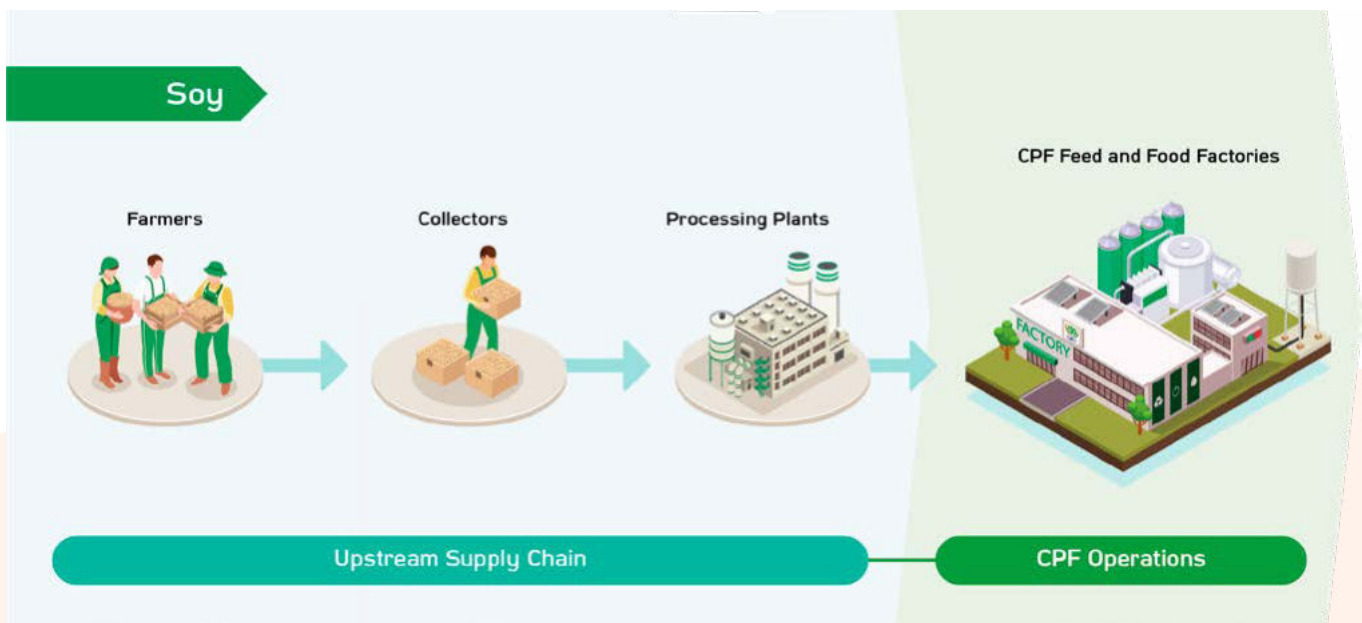 Soy
CPF Feed and Food Factories
Farmers
Collectors
Processing Plants
FACTORY
Upstream Supply Chain
CPF Operations